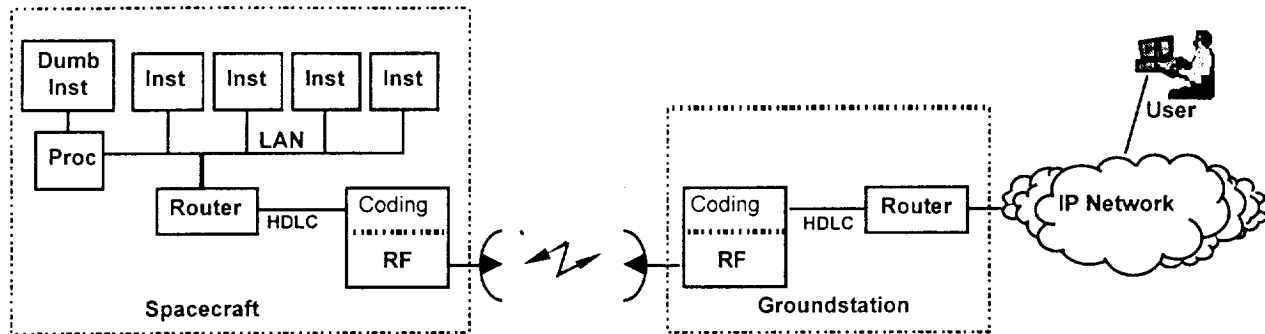 Dumb
Inst
Inst
Inst
Inst
Inst
Proc
LAN
Router
HDLC
Coding
RF
Spacecraft
Coding
RF
HDLC
Router
Groundstation
User
IP Network